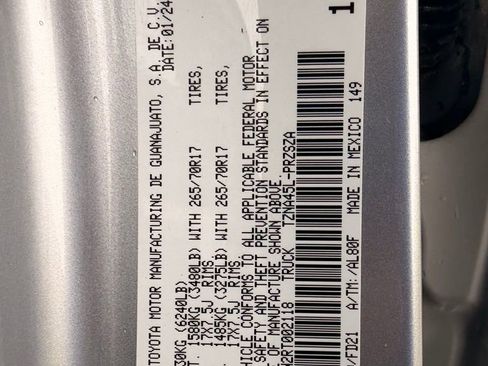 TOYOTA MOTOR MANUFACTURING DE GUANAJUATO, S.A. DE C.V.
DATE: 01/24
30KG (6240LB)
T. 1580KG (3480LB) WITH 265/70R17 TIRES,
17X7.5J RIMS,
1485KG (3275LB) WITH 265/70R17 TIRES,
17X7.5J RIMS.
HICLE CONFORMS TO ALL APPLICABLE FEDERAL MOTOR
SAFETY AND THEFT PREVENTION STANDARDS IN EFFECT ON
E OF MANUFACTURE SHOWN ABOVE.
2RT002118 TRUCK TZNA45L-PRZSZA
/FD21 A/TM: /AL80F MADE IN MEXICO 149
1